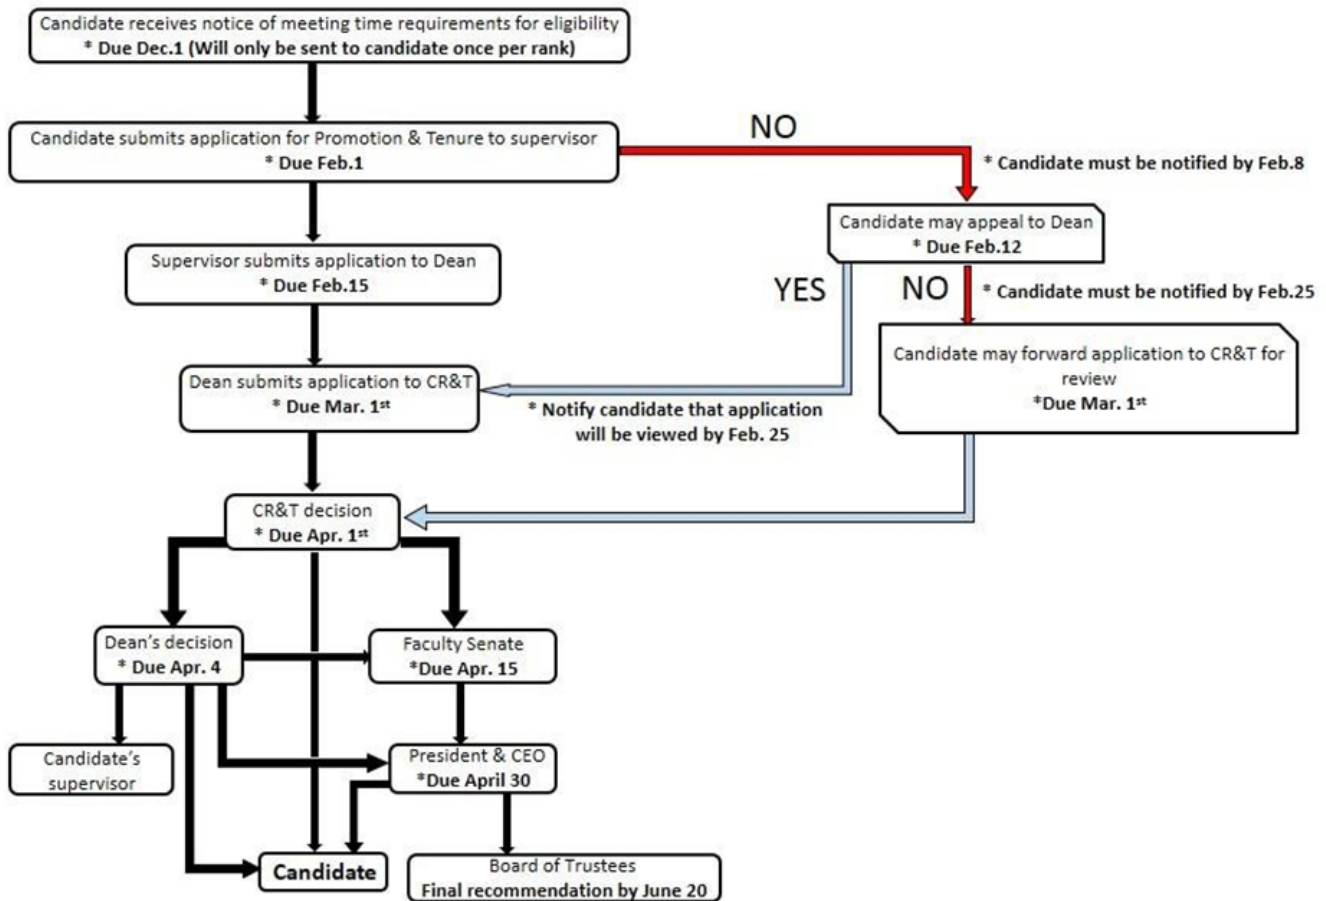 Candidate receives notice of meeting time requirements for eligibility
* Due Dec.1 (Will only be sent to candidate once per rank)
Candidate submits application for Promotion & Tenure to supervisor
* Due Feb.1
NO
* Candidate must be notified by Feb.8
Candidate may appeal to Dean
* Due Feb.12
Supervisor submits application to Dean
* Due Feb.15
YES
NO
* Candidate must be notified by Feb.25
Candidate may forward application to CR&T for
review
*Due Mar. 1st
Dean submits application to CR&T
* Due Mar. 1st
* Notify candidate that application
will be viewed by Feb. 25
CR&T decision
* Due Apr. 1st
Dean's decision
* Due Apr. 4
Faculty Senate
*Due Apr. 15
Candidate's
supervisor
President & CEO
*Due April 30
Candidate
Board of Trustees
Final recommendation by June 20